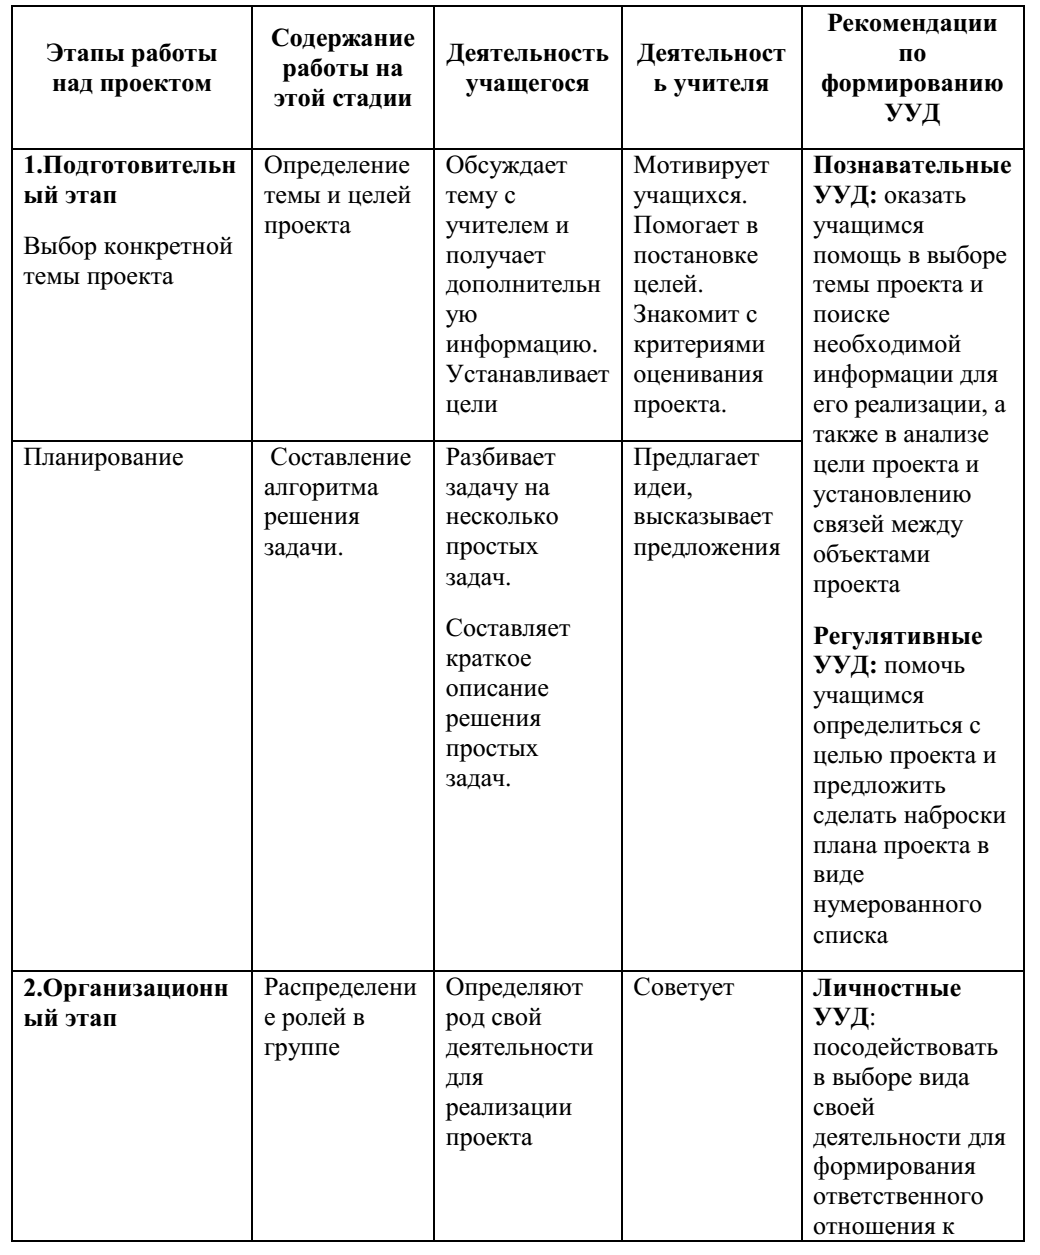 Этапы работы
над проектом
Содержание
работы на
этой стадии
Деятельность
учащегося
Деятельност
ь учителя
Рекомендации
по
формированию
УУД
1.Подготовительн
ый этап
Выбор конкретной
темы проекта
Определение
темы и целей
проекта
Обсуждает
тему с
учителем и
получает
дополнительн
ую
информацию.
Устанавливает
цели
Мотивирует
учащихся.
Помогает в
постановке
целей.
Знакомит с
критериями
оценивания
проекта.
Познавательные
УУД: оказать
учащимся
помощь в выборе
темы проекта и
поиске
необходимой
информации для
его реализации, а
также в анализе
цели проекта и
установлению
связей между
объектами
проекта
Регулятивные
УУД: помочь
учащимся
определиться с
целью проекта и
предложить
сделать наброски
плана проекта в
виде
нумерованного
списка
Планирование
Составление
алгоритма
решения
задачи.
Разбивает
задачу на
несколько
простых
задач.
Составляет
краткое
описание
решения
простых
задач.
Предлагает
идеи,
высказывает
предложения
2.Организационн
ый этап
Распределени
е ролей в
группе
Определяют
род свой
деятельности
для
реализации
проекта
Советует
Личностные
УУД:
посодействовать
в выборе вида
своей
деятельности для
формирования
ответственного
отношения к